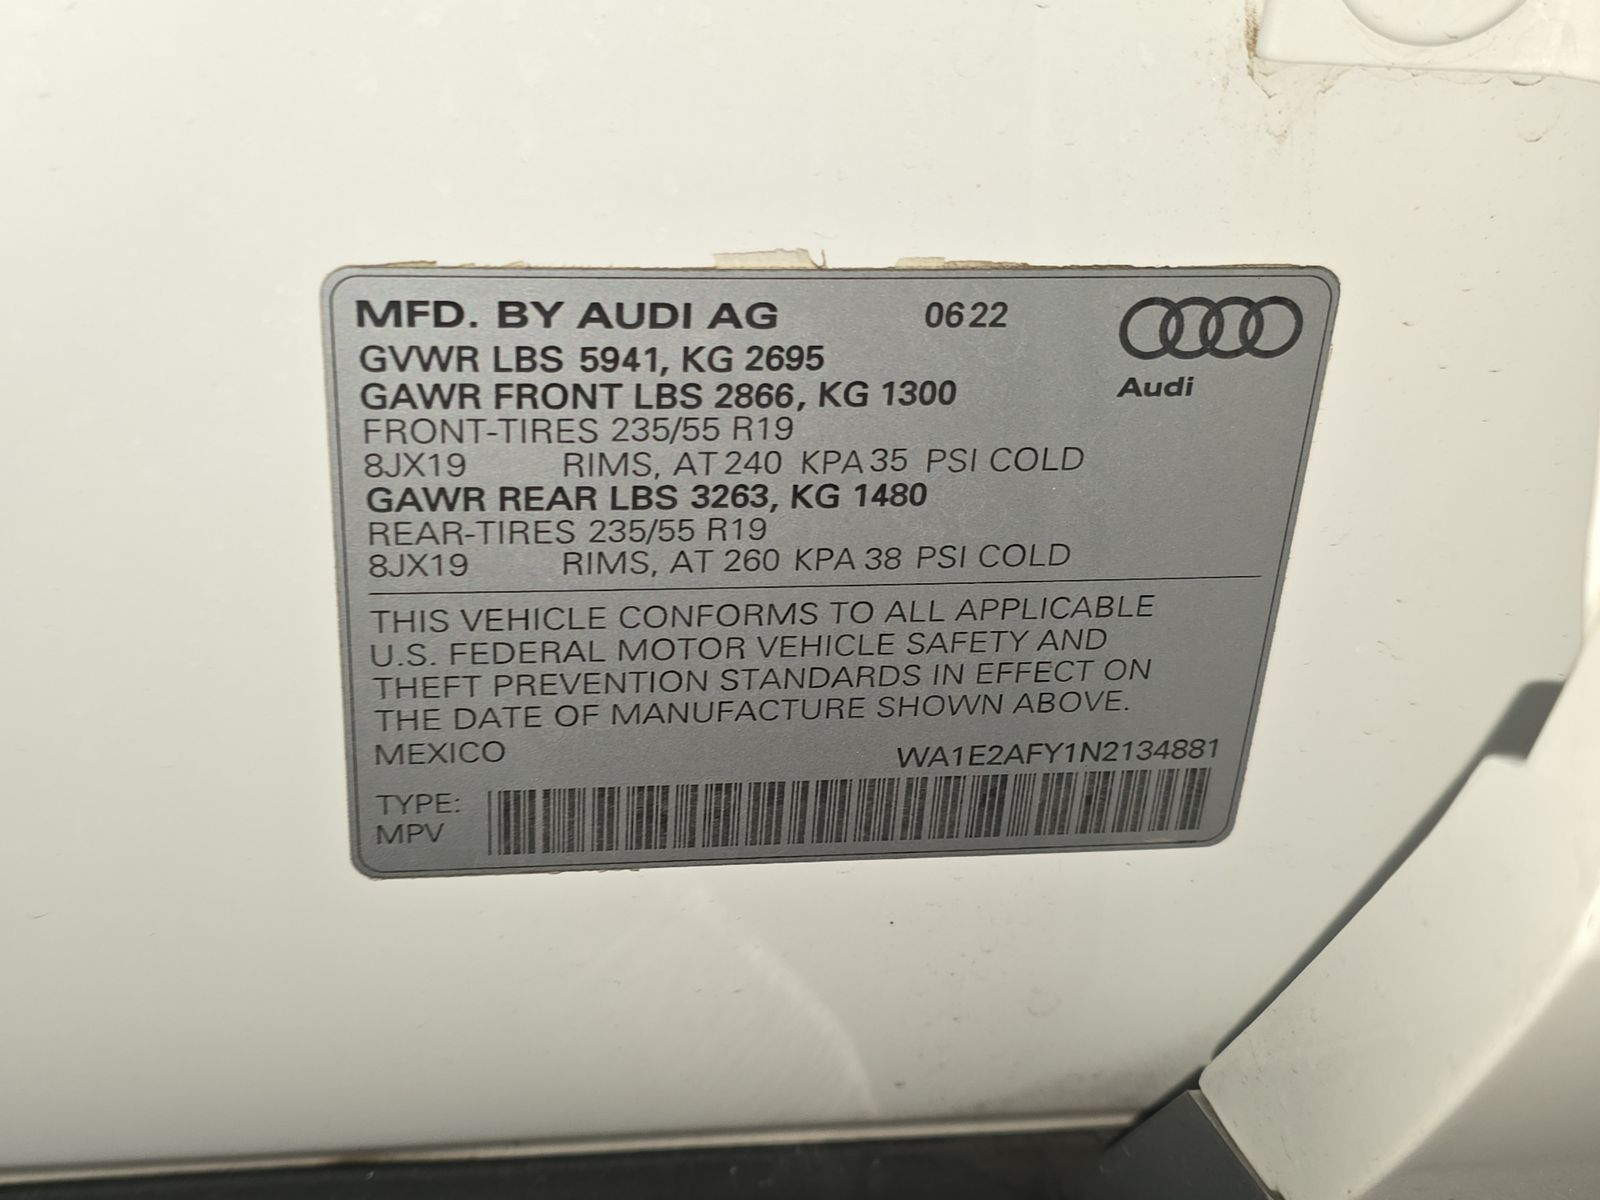 MFD. BY AUDI AG 0622
GVWR LBS 5941, KG 2695
GAWR FRONT LBS 2866, KG 1300
Audi
FRONT-TIRES 235/55 R19
8JX19 RIMS, AT 240 KPA 35 PSI COLD
GAWR REAR LBS 3263, KG 1480
REAR-TIRES 235/55 R19
8JX19 RIMS, AT 260 KPA 38 PSI COLD
THIS VEHICLE CONFORMS TO ALL APPLICABLE
U.S. FEDERAL MOTOR VEHICLE SAFETY AND
THEFT PREVENTION STANDARDS IN EFFECT ON
THE DATE OF MANUFACTURE SHOWN ABOVE.
MEXICO WA1E2AFY1N2134881
TYPE:
MPV